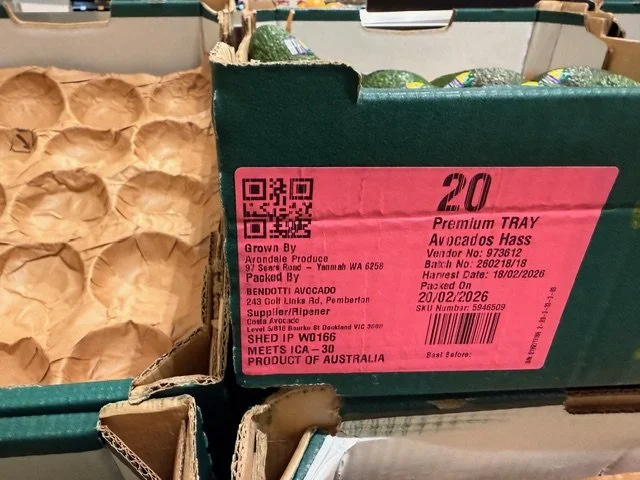 20
Premium TRAY
Avocados Hass
Vendor No: 973612
Batch No: 260218/18
Harvest Date: 18/02/2026
Packed On
20/02/2026
SKU Number: 5946509
Best Before:
Grown By
Avondale Produce
97 Sears Road - Yanmah WA 6258
Packed By
BENDOTTI AVOCADO
243 Golf Links Rd, Pemberton
Supplier/Ripener
Costa Avocado
Level 5/818 Bourke St Dockland VIC 3008
SHED IP W0166
MEETS ICA-30
PRODUCT OF AUSTRALIA